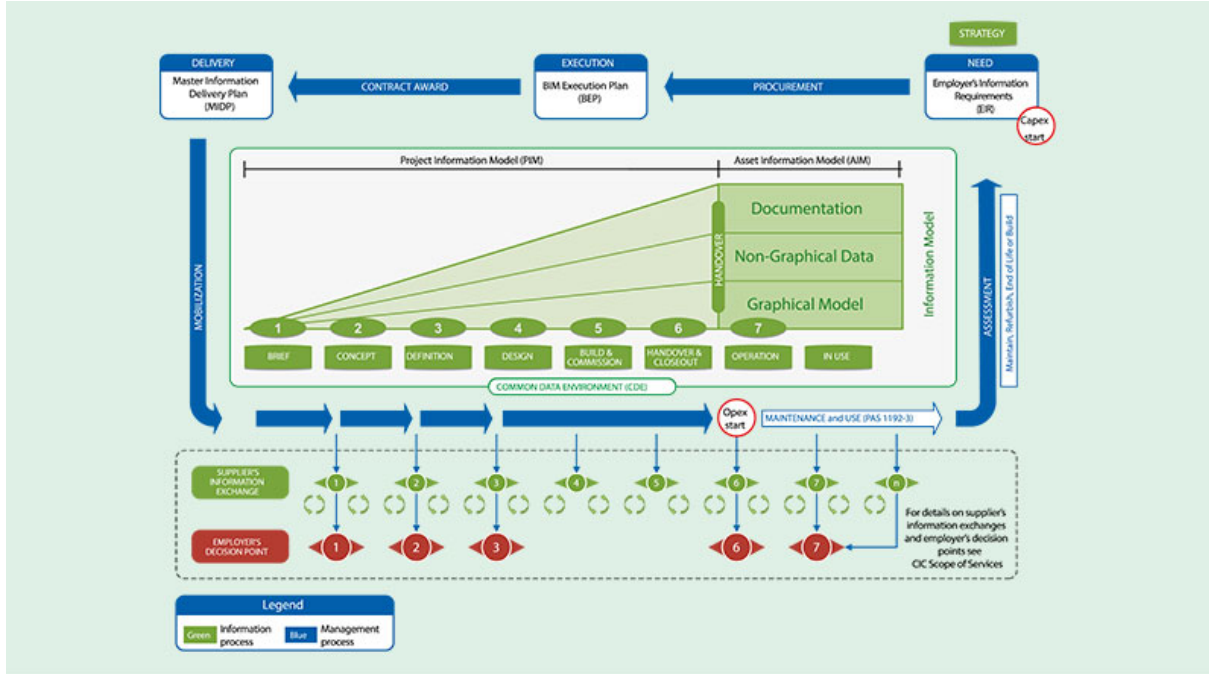 STRATEGY
DELIVERY
Master Information
Delivery Plan
(MIDP)
CONTRACT AWARD
EXECUTION
BIM Execution Plan
(BEP)
PROCUREMENT
NEED
Employer's Information
Requirements
(EIR)
Capex
start
Project Information Model (PIM)
Asset Information Model (AIM)
Documentation
Non-Graphical Data
Graphical Model
HANDOVER
Information Model
MOBILIZATION
ASSESSMENT
Maintain, Refurbish, End of Life or Build
1 2 3 4 5 6 7
BRIEF
CONCEPT
DEFINITION
DESIGN
BUILD &
COMMISSION
HANDOVER &
CLOSEOUT
OPERATION
IN USE
COMMON DATA ENVIRONMENT (CDE)
Opex
start
MAINTENANCE and USE (PAS 1192-3)
SUPPLIER'S
INFORMATION
EXCHANGE
1 2 3 4 5 6 7 n
EMPLOYER'S
DECISION POINT
1 2 3 6 7
For details on supplier's
information exchanges
and employer's decision
points see
CIC Scope of Services
Legend
Green
Information
process
Blue
Management
process